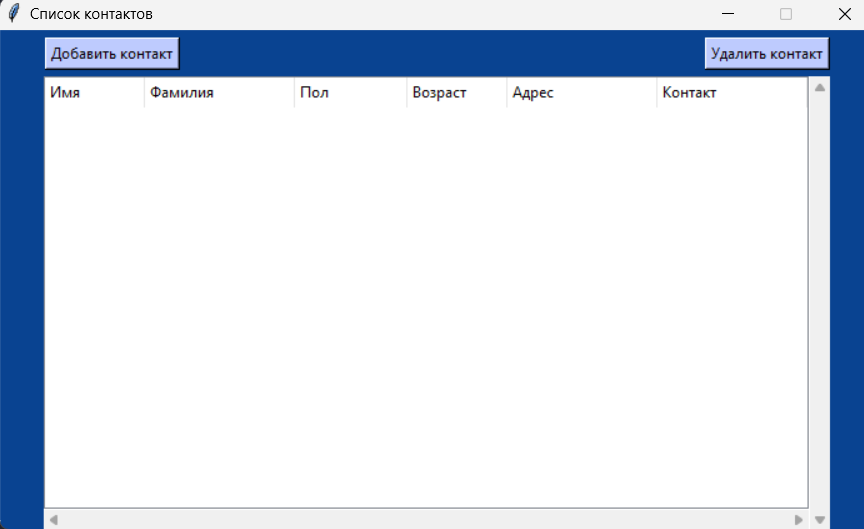 Список контактов
Добавить контакт Удалить контакт
Имя Фамилия Пол Возраст Адрес Контакт